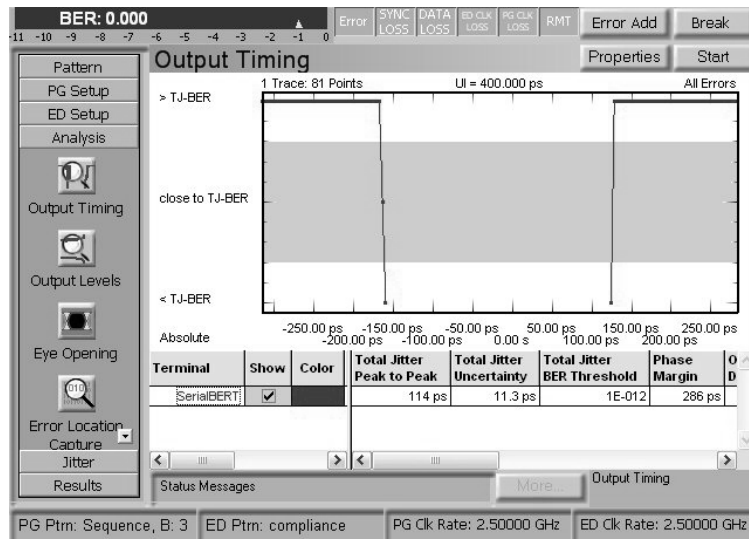 BER: 0.000
-11 -10 -9 -8 -7 -6 -5 -4 -3 -2 -1 0
Error
SYNC LOSS
DATA LOSS
ED CLK LOSS
PG CLK LOSS
RMT
Error Add
Break
Pattern
PG Setup
ED Setup
Analysis
Output Timing
Output Levels
Eye Opening
010
Error Location Capture
Jitter
Results
Output Timing
Properties
Start
1 Trace: 81 Points
UI = 400.000 ps
All Errors
> TJ-BER
close to TJ-BER
< TJ-BER
Absolute
-250.00 ps -150.00 ps -50.00 ps 50.00 ps 150.00 ps 250.00 ps
-200.00 ps -100.00 ps 0.00 s 100.00 ps 200.00 ps
Terminal Show Color Total Jitter Peak to Peak Total Jitter Uncertainty Total Jitter BER Threshold Phase Margin O D
SerialBERT 114 ps 11.3 ps 1E-012 286 ps
Status Messages
More...
Output Timing
PG Ptrn: Sequence, B: 3
ED Ptrn: compliance
PG Clk Rate: 2.50000 GHz
ED Clk Rate: 2.50000 GHz